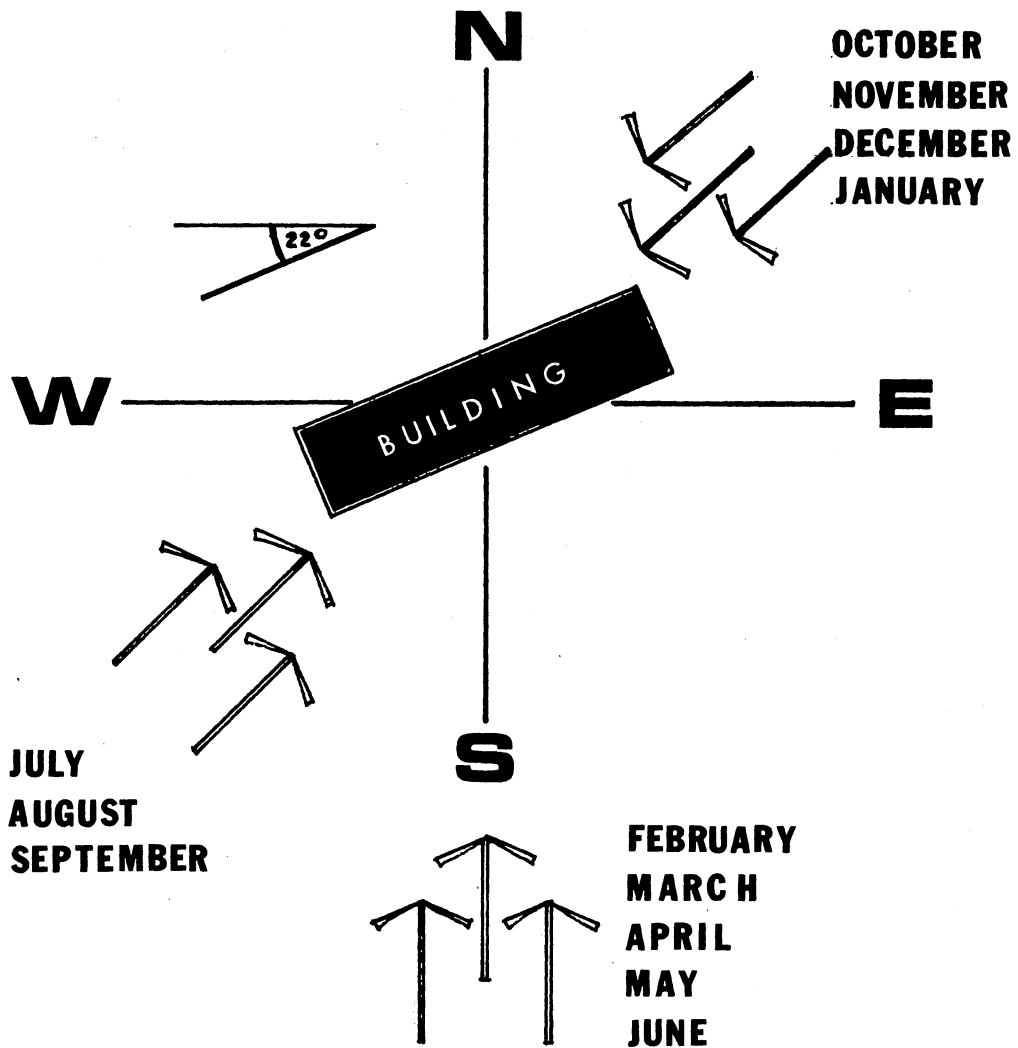 N
OCTOBER
NOVEMBER
DECEMBER
JANUARY
22°
W
BUILDING
E
S
JULY
AUGUST
SEPTEMBER
FEBRUARY
MARCH
APRIL
MAY
JUNE